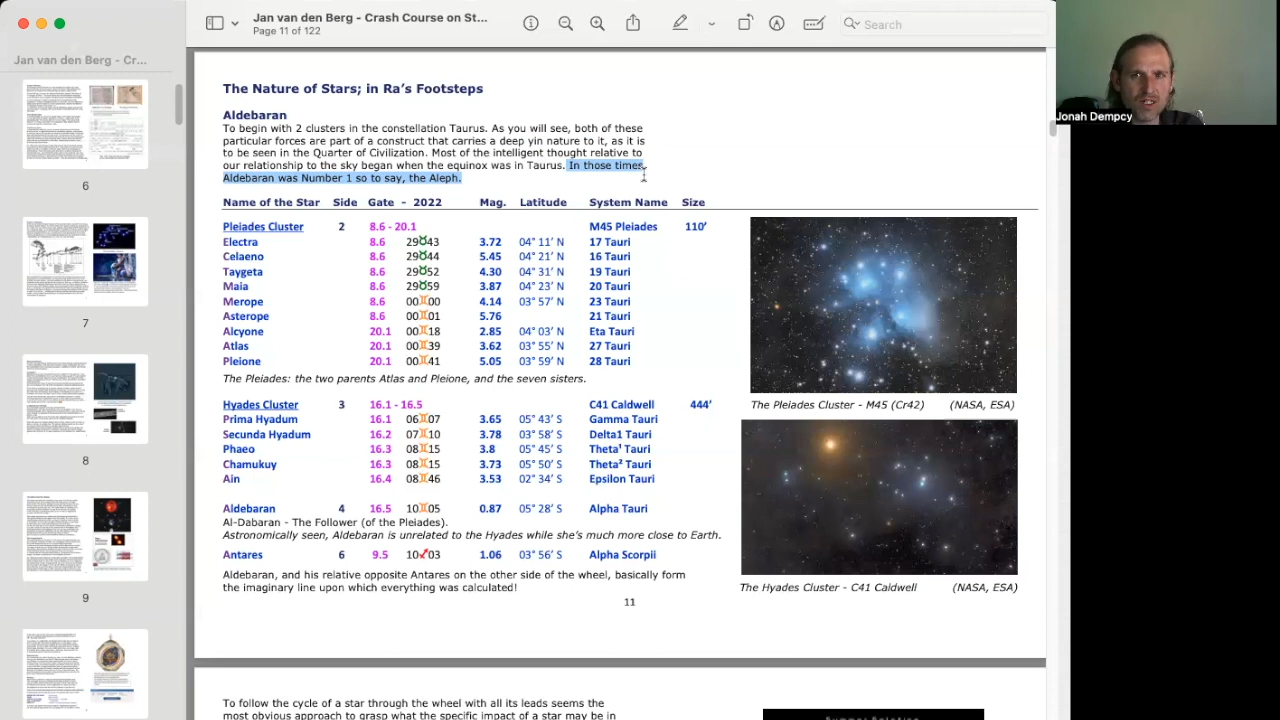 Jan van den Berg - Crash Course on St...
Page 11 of 122
Search
Jan van den Berg - Cr...
6
7
8
9
Jonah Dempcy
The Nature of Stars; in Ra's Footsteps
Aldebaran
To begin with 2 clusters in the constellation Taurus. As you will see, both of these
particular forces are part of a construct that carries a deep yin nature to it, as it is
to be seen in the Quarter of Civilization. Most of the intelligent thought relative to
our relationship to the sky began when the equinox was in Taurus. In those times
Aldebaran was Number 1 so to say, the Aleph.
Name of the Star Side Gate - 2022 Mag. Latitude System Name Size
Pleiades Cluster 2 8.6 - 20.1 M45 Pleiades 110′
Electra 8.6 29♉43 3.72 04° 11′ N 17 Tauri
Celaeno 8.6 29♉44 5.45 04° 21′ N 16 Tauri
Taygeta 8.6 29♉52 4.30 04° 31′ N 19 Tauri
Maia 8.6 29♉59 3.87 04° 23′ N 20 Tauri
Merope 8.6 00♊00 4.14 03° 57′ N 23 Tauri
Asterope 8.6 00♊01 5.76 21 Tauri
Alcyone 20.1 00♊18 2.85 04° 03′ N Eta Tauri
Atlas 20.1 00♊39 3.62 03° 55′ N 27 Tauri
Pleione 20.1 00♊41 5.05 03° 59′ N 28 Tauri
The Pleiades: the two parents Atlas and Pleione, and the seven sisters.
Hyades Cluster 3 16.1 - 16.5 C41 Caldwell 444′
Prima Hyadum 16.1 06♊07 3.65 05° 43′ S Gamma Tauri
Secunda Hyadum 16.2 07♊10 3.78 03° 58′ S Delta1 Tauri
Phaeo 16.3 08♊15 3.8 05° 45′ S Theta¹ Tauri
Chamukuy 16.3 08♊15 3.73 05° 50′ S Theta² Tauri
Ain 16.4 08♊46 3.53 02° 34′ S Epsilon Tauri
Aldebaran 4 16.5 10♊05 0.87 05° 28′ S Alpha Tauri
Al-Dabaran - The Follower (of the Pleiades).
Astronomically seen, Aldebaran is unrelated to the Hyades while she's much more close to Earth.
Antares 6 9.5 10♐03 1.06 03° 56′ S Alpha Scorpii
Aldebaran, and his relative opposite Antares on the other side of the wheel, basically form
the imaginary line upon which everything was calculated!
The Pleiades Cluster - M45 (Cr42) (NASA, ESA)
The Hyades Cluster - C41 Caldwell (NASA, ESA)
11
To follow the cycle of a star through the wheel with all its leads seems the
most obvious approach to grasp what the specific impact of a star may be in